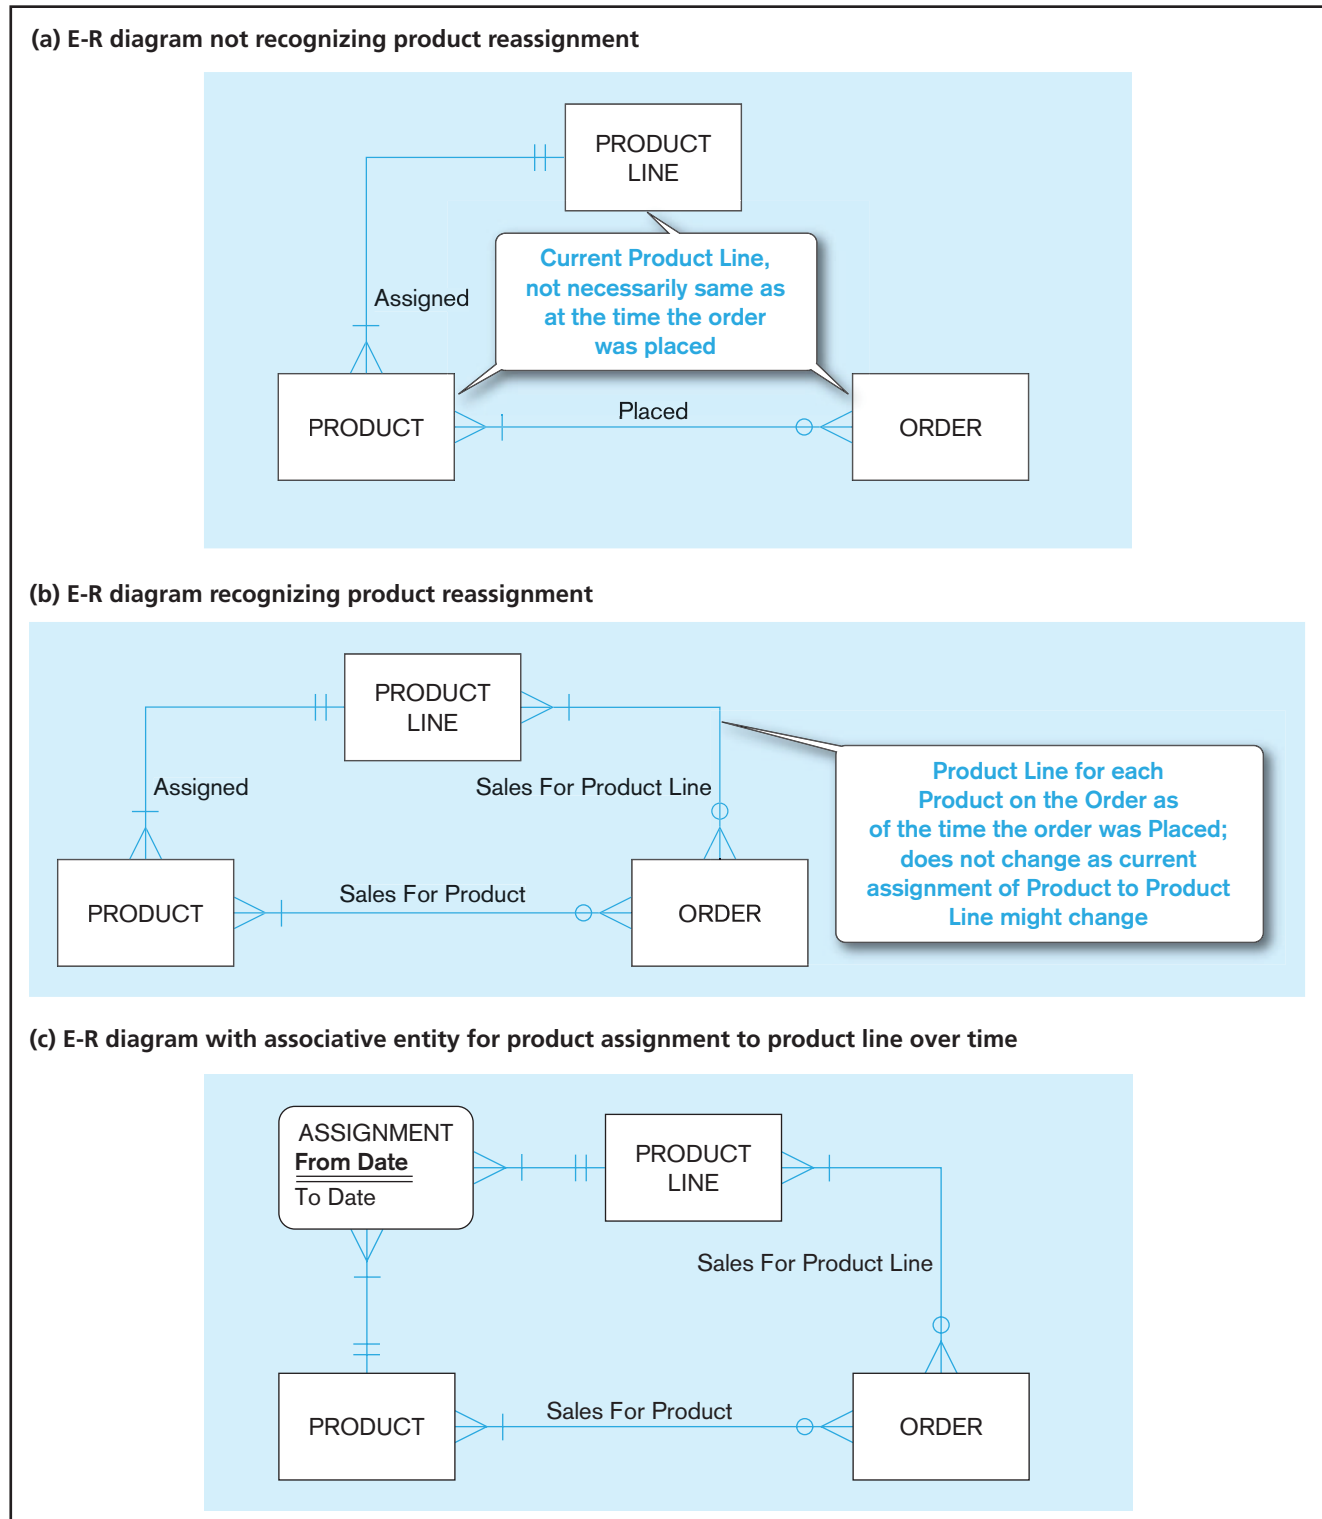 (a) E-R diagram not recognizing product reassignment
PRODUCT
LINE
Current Product Line,
not necessarily same as
at the time the order
was placed
Assigned
PRODUCT
Placed
ORDER
(b) E-R diagram recognizing product reassignment
PRODUCT
LINE
Assigned
Sales For Product Line
Product Line for each
Product on the Order as
of the time the order was Placed;
does not change as current
assignment of Product to Product
Line might change
PRODUCT
Sales For Product
ORDER
(c) E-R diagram with associative entity for product assignment to product line over time
ASSIGNMENT
From Date
To Date
PRODUCT
LINE
Sales For Product Line
PRODUCT
Sales For Product
ORDER